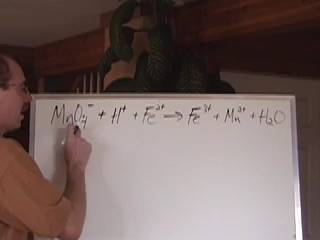 MnO₄⁻ + H⁺ + Fe²⁺ → Fe³⁺ + Mn²⁺ + H₂O